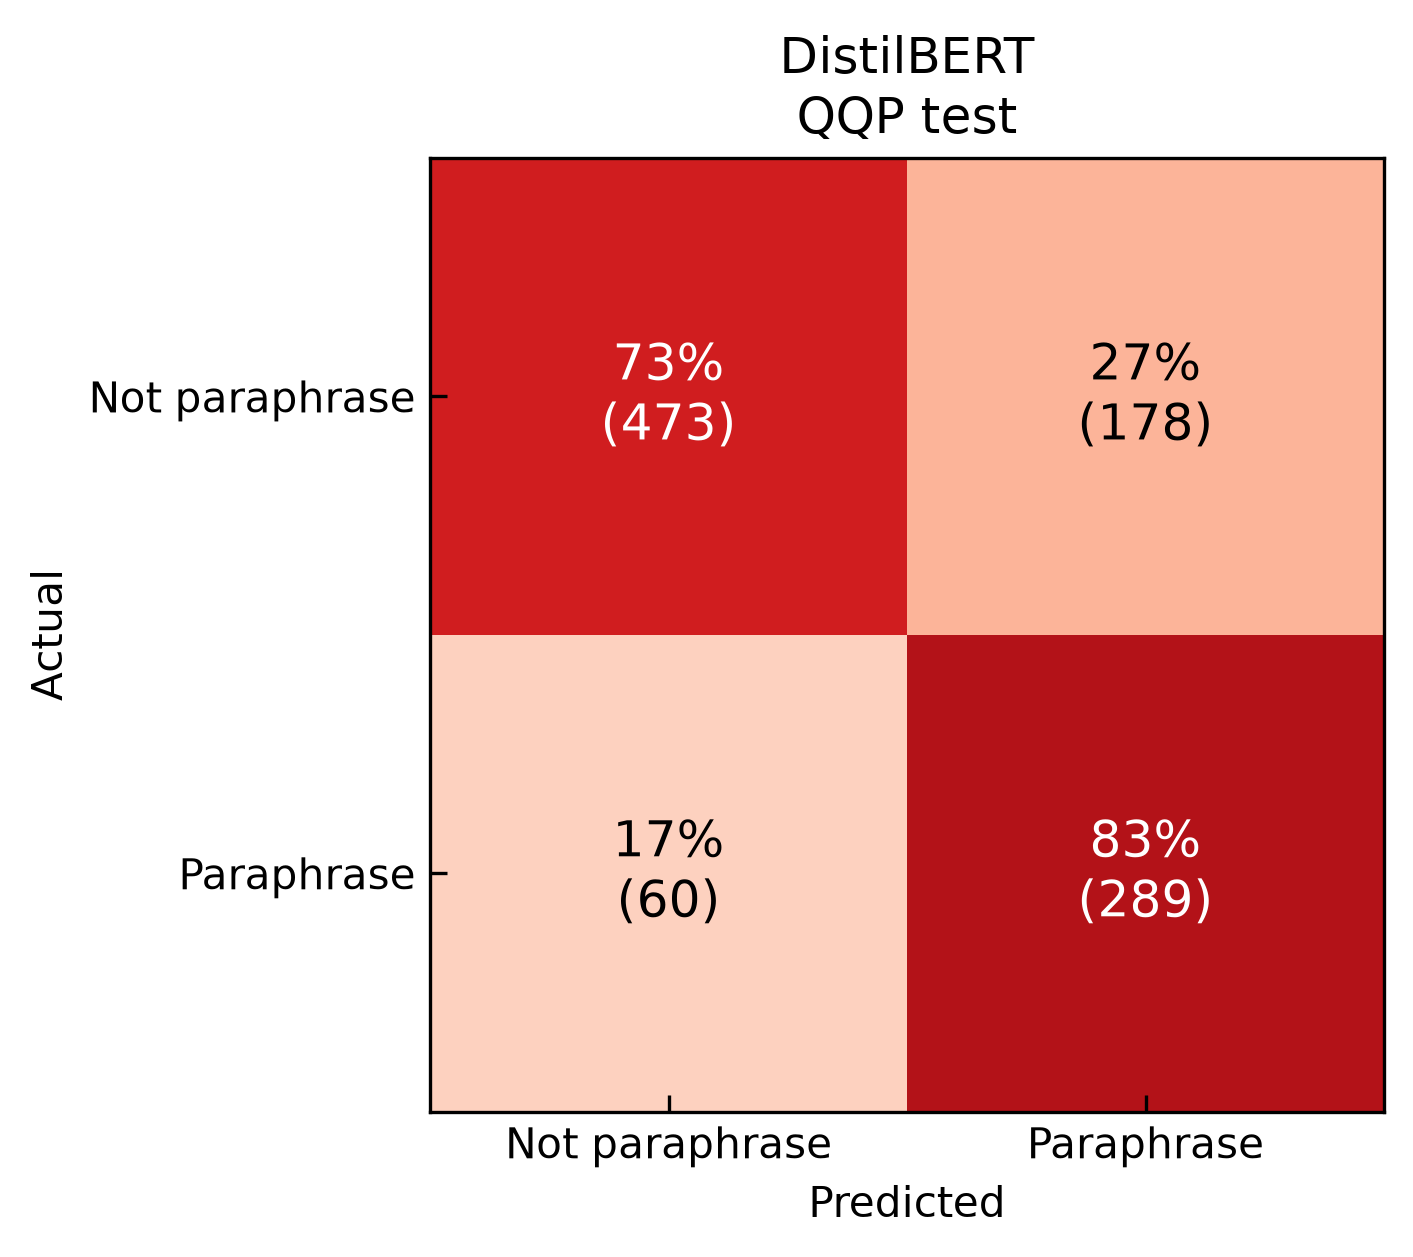 DistilBERT
QQP test
Not paraphrase
73%
(473)
27%
(178)
Actual
Paraphrase
17%
(60)
83%
(289)
Not paraphrase
Paraphrase
Predicted